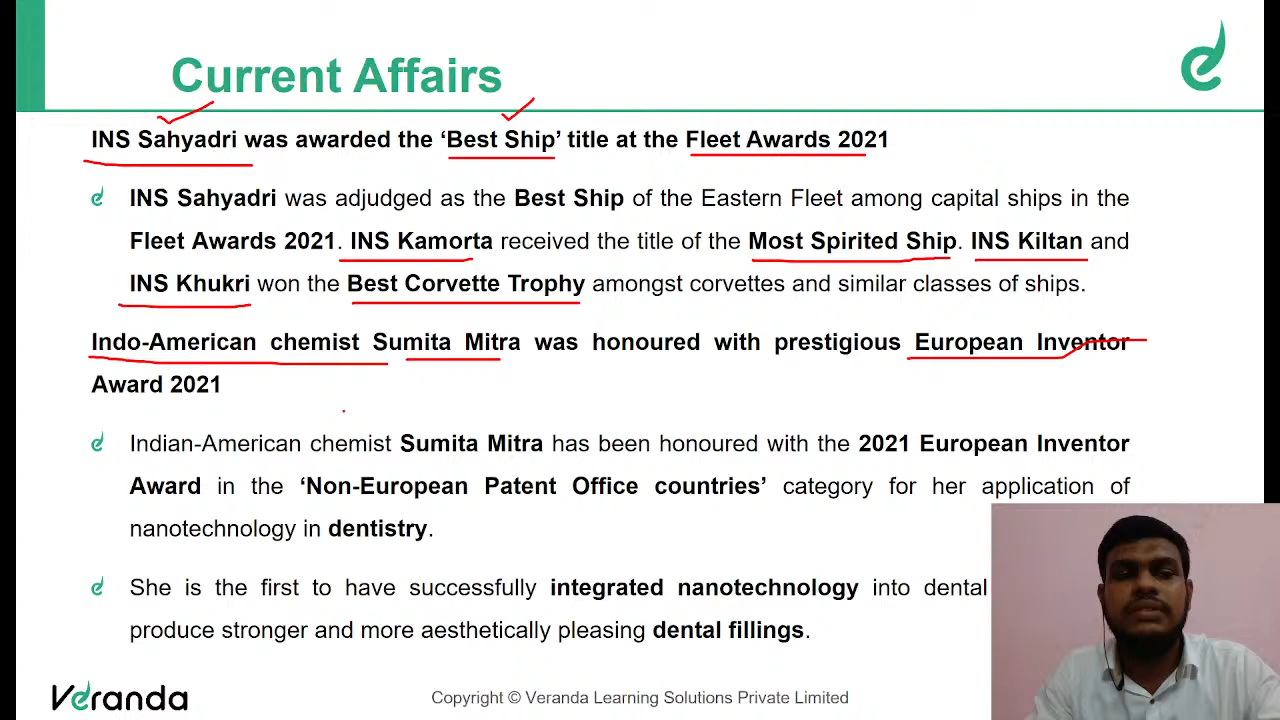 Current Affairs
INS Sahyadri was awarded the ‘Best Ship’ title at the Fleet Awards 2021
INS Sahyadri was adjudged as the Best Ship of the Eastern Fleet among capital ships in the
Fleet Awards 2021. INS Kamorta received the title of the Most Spirited Ship. INS Kiltan and
INS Khukri won the Best Corvette Trophy amongst corvettes and similar classes of ships.
Indo-American chemist Sumita Mitra was honoured with prestigious European Inventor
Award 2021
Indian-American chemist Sumita Mitra has been honoured with the 2021 European Inventor
Award in the ‘Non-European Patent Office countries’ category for her application of
nanotechnology in dentistry.
She is the first to have successfully integrated nanotechnology into dental
produce stronger and more aesthetically pleasing dental fillings.
Veranda
Copyright © Veranda Learning Solutions Private Limited